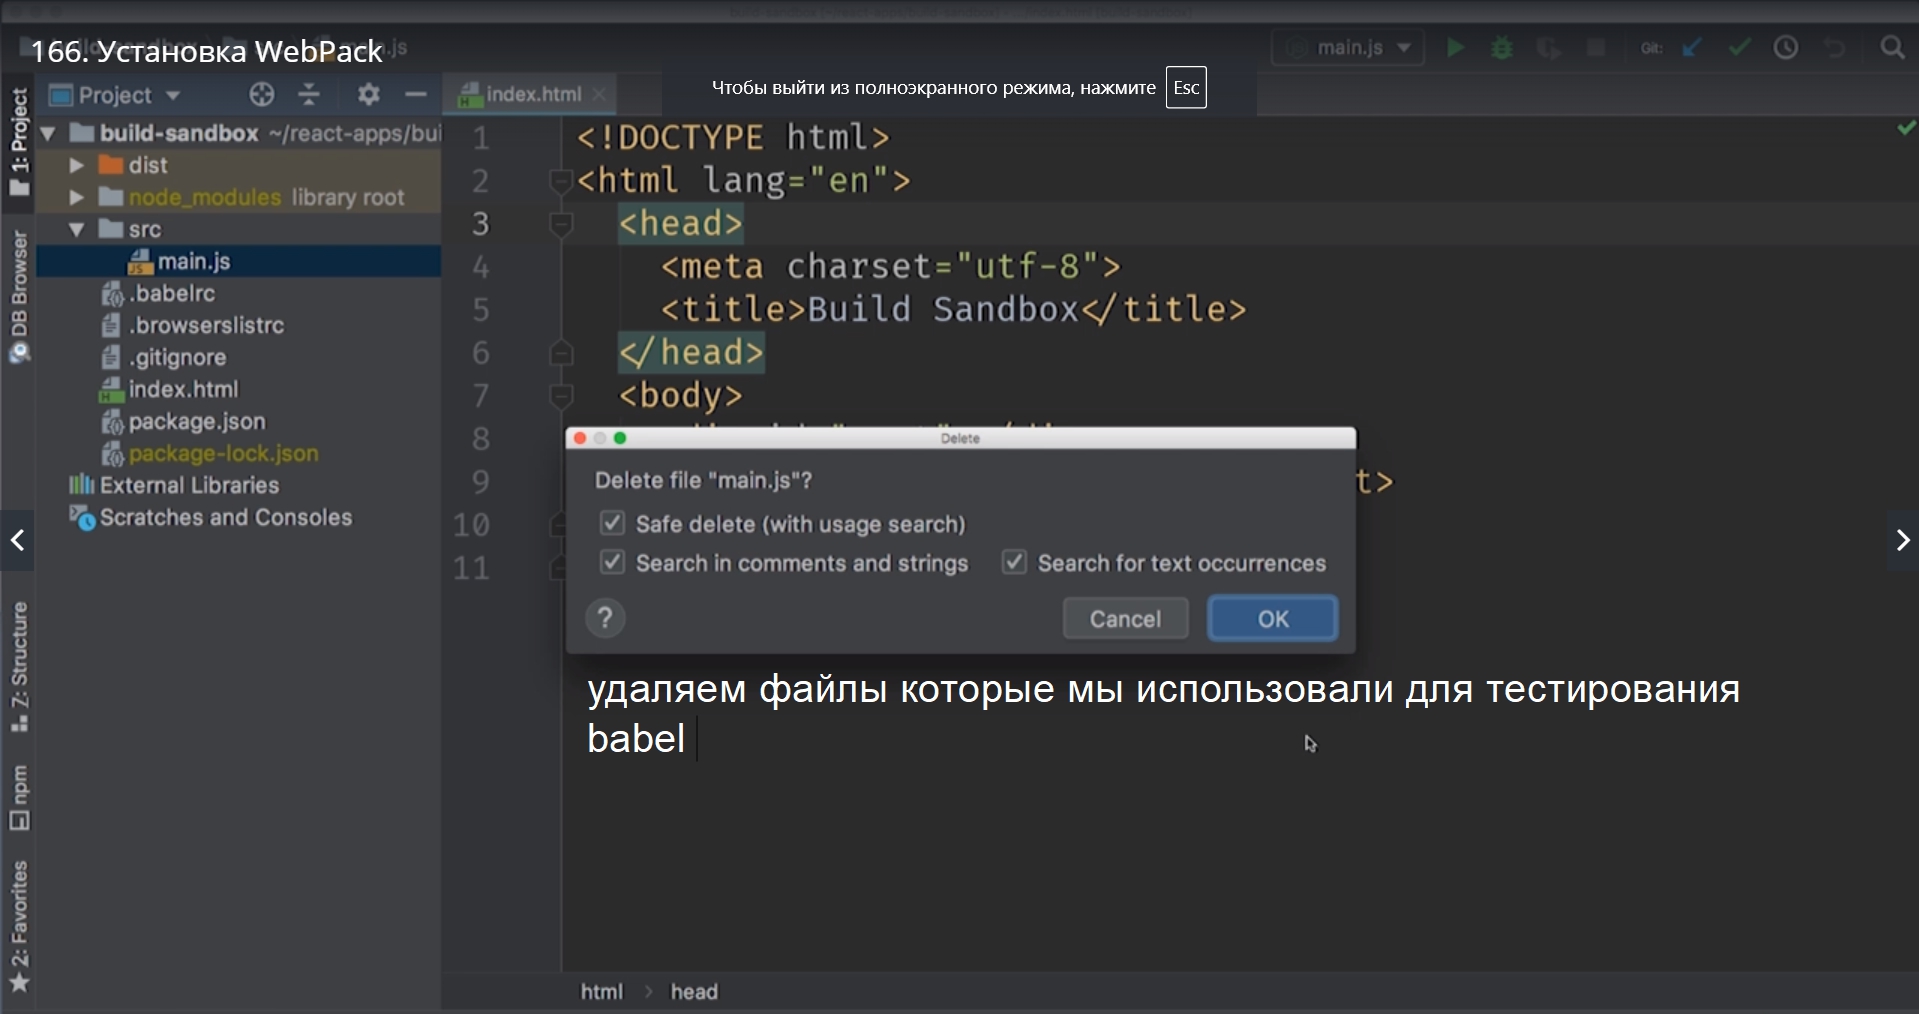 166. Установка WebPack
main.js
Git:
Чтобы выйти из полноэкранного режима, нажмите Esc
Project
index.html
1: Project
DB Browser
Z: Structure
npm
2: Favorites
build-sandbox ~/react-apps/bui
dist
node_modules library root
src
main.js
.babelrc
.browserslistrc
.gitignore
index.html
package.json
package-lock.json
External Libraries
Scratches and Consoles
1 <!DOCTYPE html>
2 <html lang="en">
3 <head>
4 <meta charset="utf-8">
5 <title>Build Sandbox</title>
6 </head>
7 <body>
8
9 t>
10
11
Delete
Delete file "main.js"?
Safe delete (with usage search)
Search in comments and strings Search for text occurrences
? Cancel OK
удаляем файлы которые мы использовали для тестирования
babel
html > head